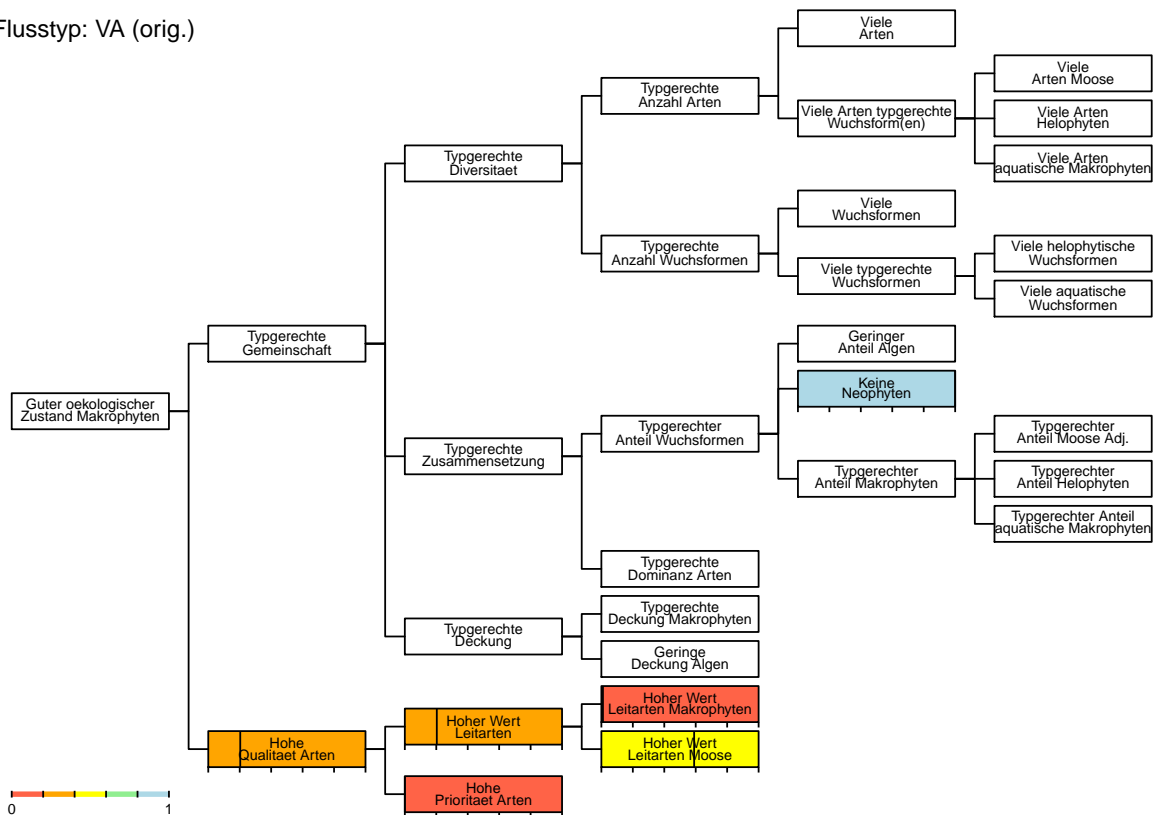 Flusstyp: VA (orig.)
Viele
Arten
Typgerechte
Anzahl Arten
Viele
Arten Moose
Viele Arten typgerechte
Wuchsform(en)
Viele Arten
Helophyten
Viele Arten
aquatische Makrophyten
Typgerechte
Diversitaet
Viele
Wuchsformen
Typgerechte
Anzahl Wuchsformen
Viele helophytische
Wuchsformen
Viele typgerechte
Wuchsformen
Viele aquatische
Wuchsformen
Typgerechte
Gemeinschaft
Geringer
Anteil Algen
Keine
Neophyten
Guter oekologischer
Zustand Makrophyten
Typgerechter
Anteil Wuchsformen
Typgerechter
Anteil Moose Adj.
Typgerechte
Zusammensetzung
Typgerechter
Anteil Makrophyten
Typgerechter
Anteil Helophyten
Typgerechter Anteil
aquatische Makrophyten
Typgerechte
Dominanz Arten
Typgerechte
Deckung Makrophyten
Typgerechte
Deckung
Geringe
Deckung Algen
Hoher Wert
Leitarten Makrophyten
Hoher Wert
Leitarten
Hohe
Qualitaet Arten
Hoher Wert
Leitarten Moose
Hohe
Prioritaet Arten
0 1